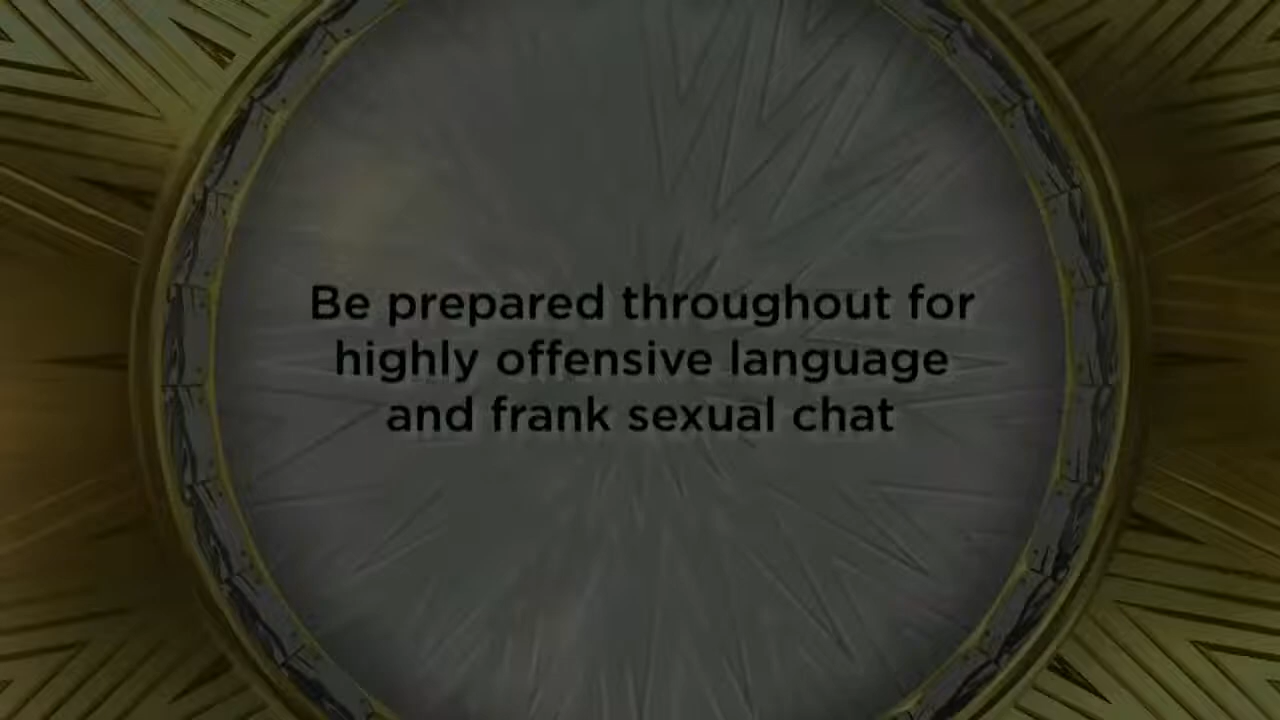 Be prepared throughout for
highly offensive language
and frank sexual chat